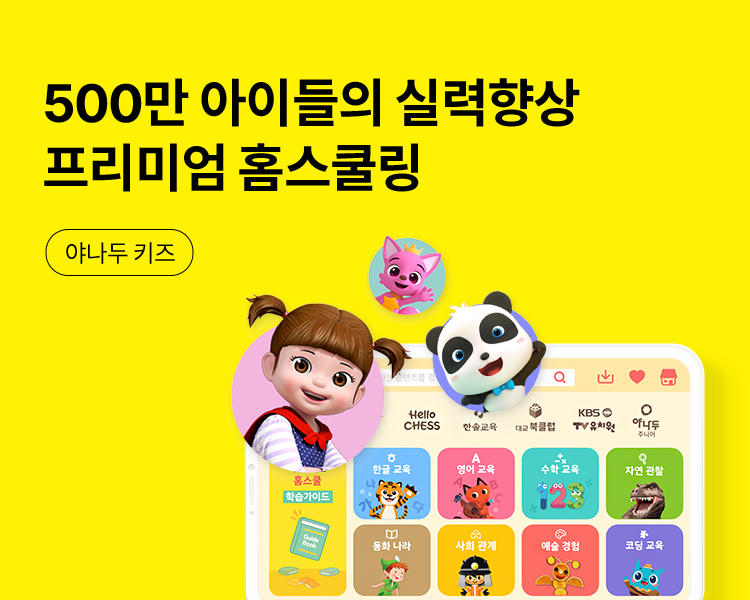 500만 아이들의 실력향상
프리미엄 홈스쿨링
야나두 키즈
Hello
CHESS
한솔교육
대교 북클럽
KBS
TV유치원
야나두
주니어
홈스쿨
학습가이드
Guide
Book
한글 교육
영어 교육
수학 교육
자연 관찰
동화 나라
사회 관계
예술 경험
코딩 교육
나
가
다
A
A
B
C
123